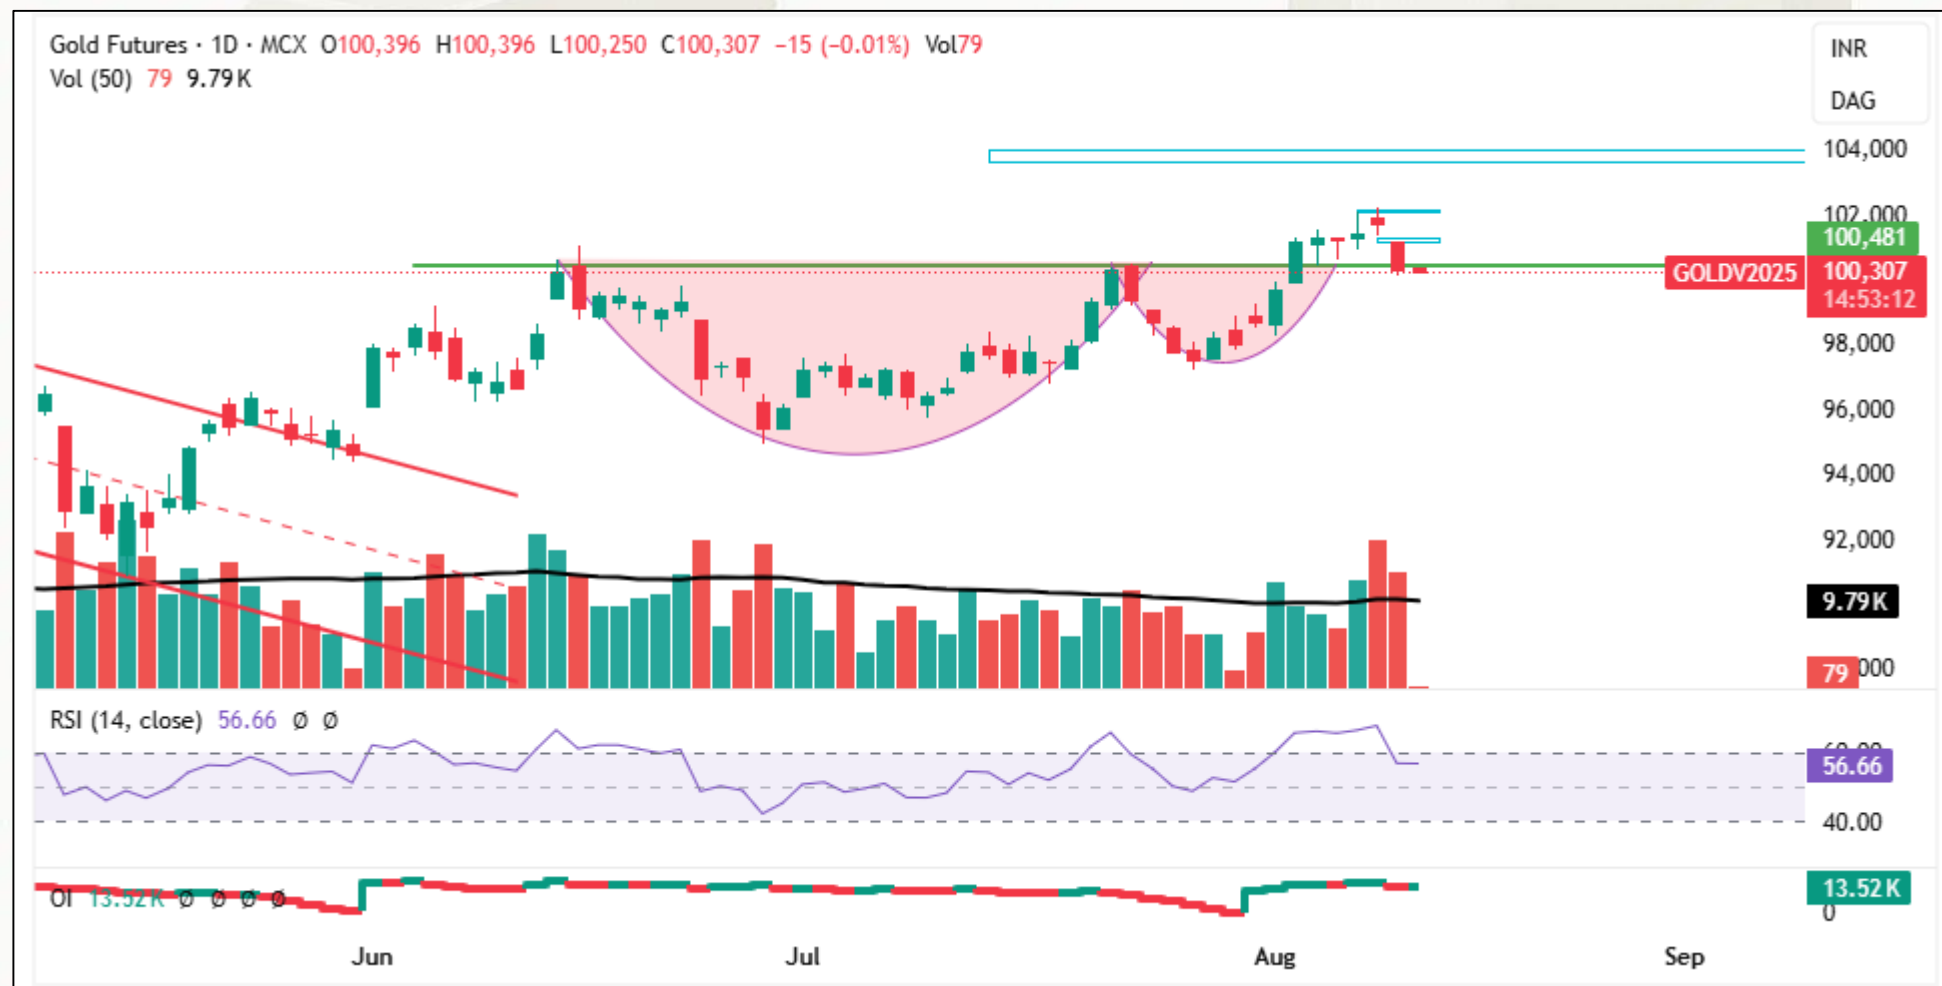 Gold Futures · 1D · MCX O100,396 H100,396 L100,250 C100,307 −15 (−0.01%) Vol79
Vol (50) 79 9.79K
INR
DAG
104,000
102,000
100,481
GOLDV2025 100,307
14:53:12
98,000
96,000
94,000
92,000
9.79K
79
RSI (14, close) 56.66 Ø Ø
56.66
40.00
OI 13.52K Ø Ø Ø Ø
13.52K
0
Jun Jul Aug Sep